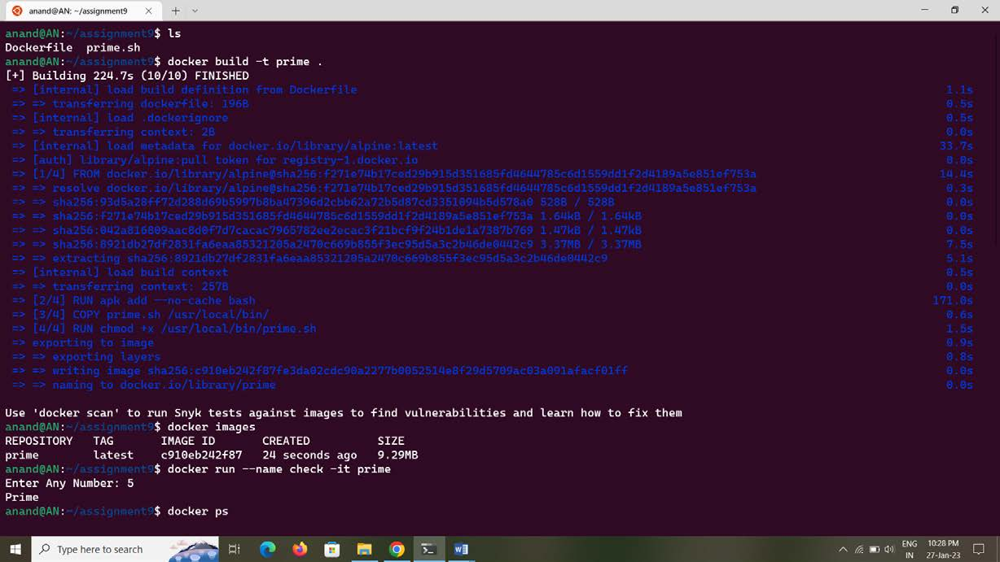 anand@AN: ~/assignment9
anand@AN:~/assignment9$ ls
Dockerfile  prime.sh
anand@AN:~/assignment9$ docker build -t prime .
[+] Building 224.7s (10/10) FINISHED
=> [internal] load build definition from Dockerfile 1.1s
=> => transferring dockerfile: 196B 0.5s
=> [internal] load .dockerignore 0.5s
=> => transferring context: 2B 0.0s
=> [internal] load metadata for docker.io/library/alpine:latest 33.7s
=> [auth] library/alpine:pull token for registry-1.docker.io 0.0s
=> [1/4] FROM docker.io/library/alpine@sha256:f271e74b17ced29b915d351685fd4644785c6d1559dd1f2d4189a5e851ef753a 14.4s
=> => resolve docker.io/library/alpine@sha256:f271e74b17ced29b915d351685fd4644785c6d1559dd1f2d4189a5e851ef753a 0.3s
=> => sha256:93d5a28ff72d288d69b5997b8ba47396d2cbb62a72b5d87cd3351094b5d578a0 528B / 528B 0.0s
=> => sha256:f271e74b17ced29b915d351685fd4644785c6d1559dd1f2d4189a5e851ef753a 1.64kB / 1.64kB 0.0s
=> => sha256:042a816809aac8d0f7d7cacac7965782ee2ecac3f21bcf9f24b1de1a7387b769 1.47kB / 1.47kB 0.0s
=> => sha256:8921db27df2831fa6eaa85321205a2470c669b855f3ec95d5a3c2b46de0442c9 3.37MB / 3.37MB 7.5s
=> => extracting sha256:8921db27df2831fa6eaa85321205a2470c669b855f3ec95d5a3c2b46de0442c9 5.1s
=> [internal] load build context 0.5s
=> => transferring context: 257B 0.0s
=> [2/4] RUN apk add --no-cache bash 171.0s
=> [3/4] COPY prime.sh /usr/local/bin/ 0.6s
=> [4/4] RUN chmod +x /usr/local/bin/prime.sh 1.5s
=> exporting to image 0.9s
=> => exporting layers 0.8s
=> => writing image sha256:c910eb242f87fe3da02cdc90a2277b0052514e8f29d5709ac03a091afacf01ff 0.0s
=> => naming to docker.io/library/prime 0.0s
Use 'docker scan' to run Snyk tests against images to find vulnerabilities and learn how to fix them
anand@AN:~/assignment9$ docker images
REPOSITORY   TAG       IMAGE ID       CREATED          SIZE
prime        latest    c910eb242f87   24 seconds ago   9.29MB
anand@AN:~/assignment9$ docker run --name check -it prime
Enter Any Number: 5
Prime
anand@AN:~/assignment9$ docker ps
Type here to search
ENG 10:28 PM
IN 27-Jan-23